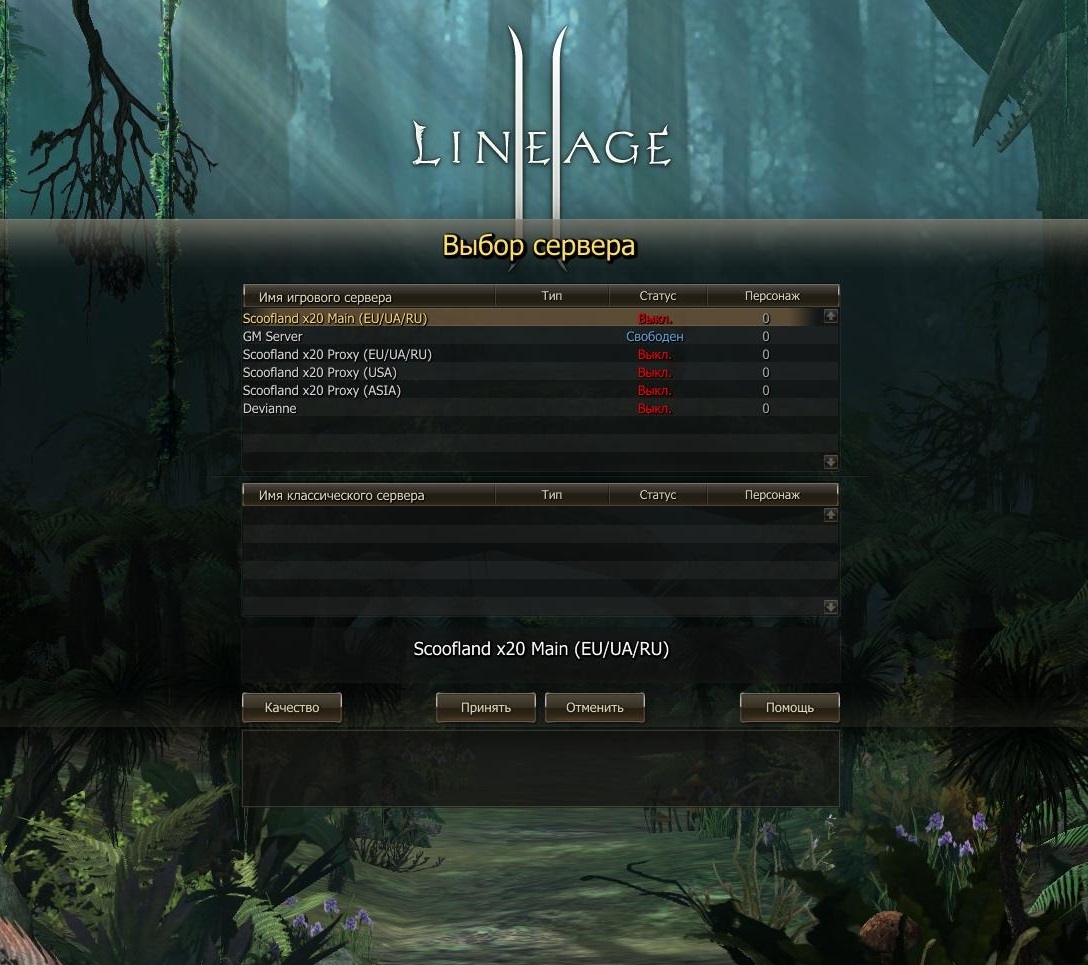 LINEAGE II
Выбор сервера
Имя игрового сервера Тип Статус Персонаж
Scoofland x20 Main (EU/UA/RU) Выкл. 0
GM Server Свободен 0
Scoofland x20 Proxy (EU/UA/RU) Выкл. 0
Scoofland x20 Proxy (USA) Выкл. 0
Scoofland x20 Proxy (ASIA) Выкл. 0
Devianne Выкл. 0
Имя классического сервера Тип Статус Персонаж
Scoofland x20 Main (EU/UA/RU)
Качество Принять Отменить Помощь